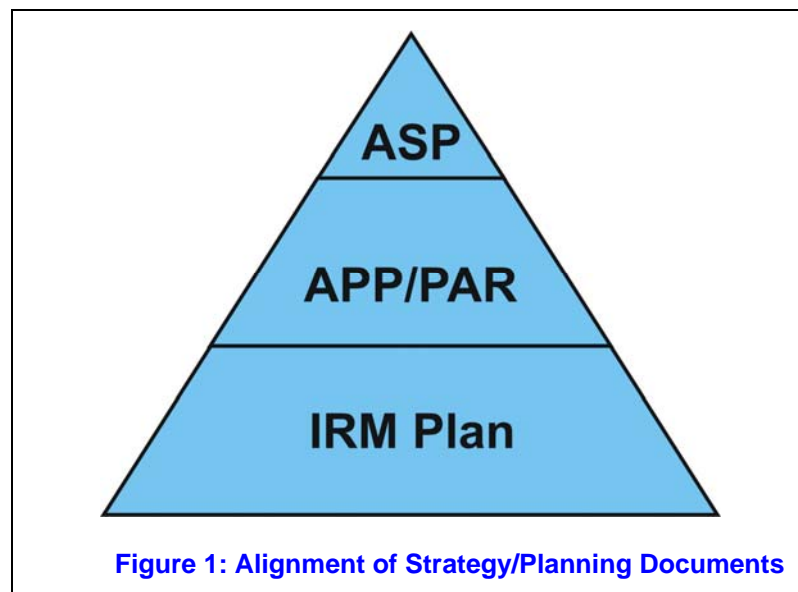 ASP
APP/PAR
IRM Plan
Figure 1: Alignment of Strategy/Planning Documents